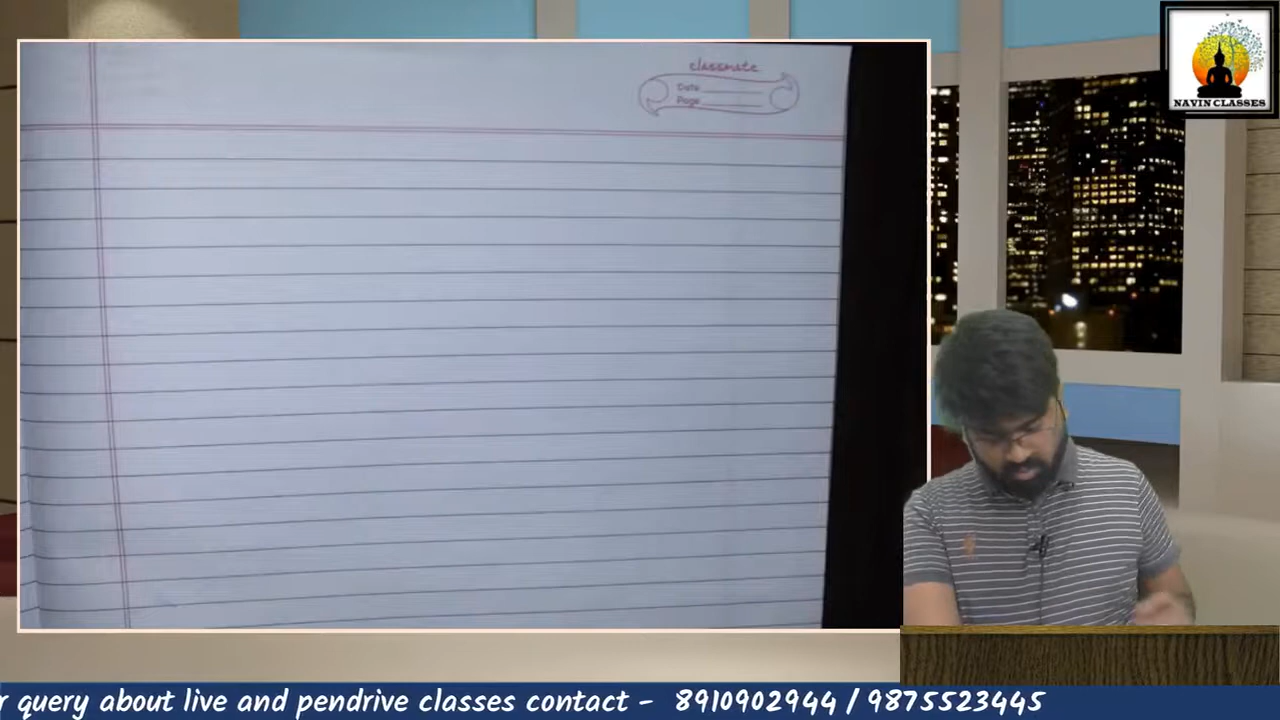 classmate
Date
Page
NAVIN CLASSES
r query about live and pendrive classes contact - 8910902944 / 9875523445